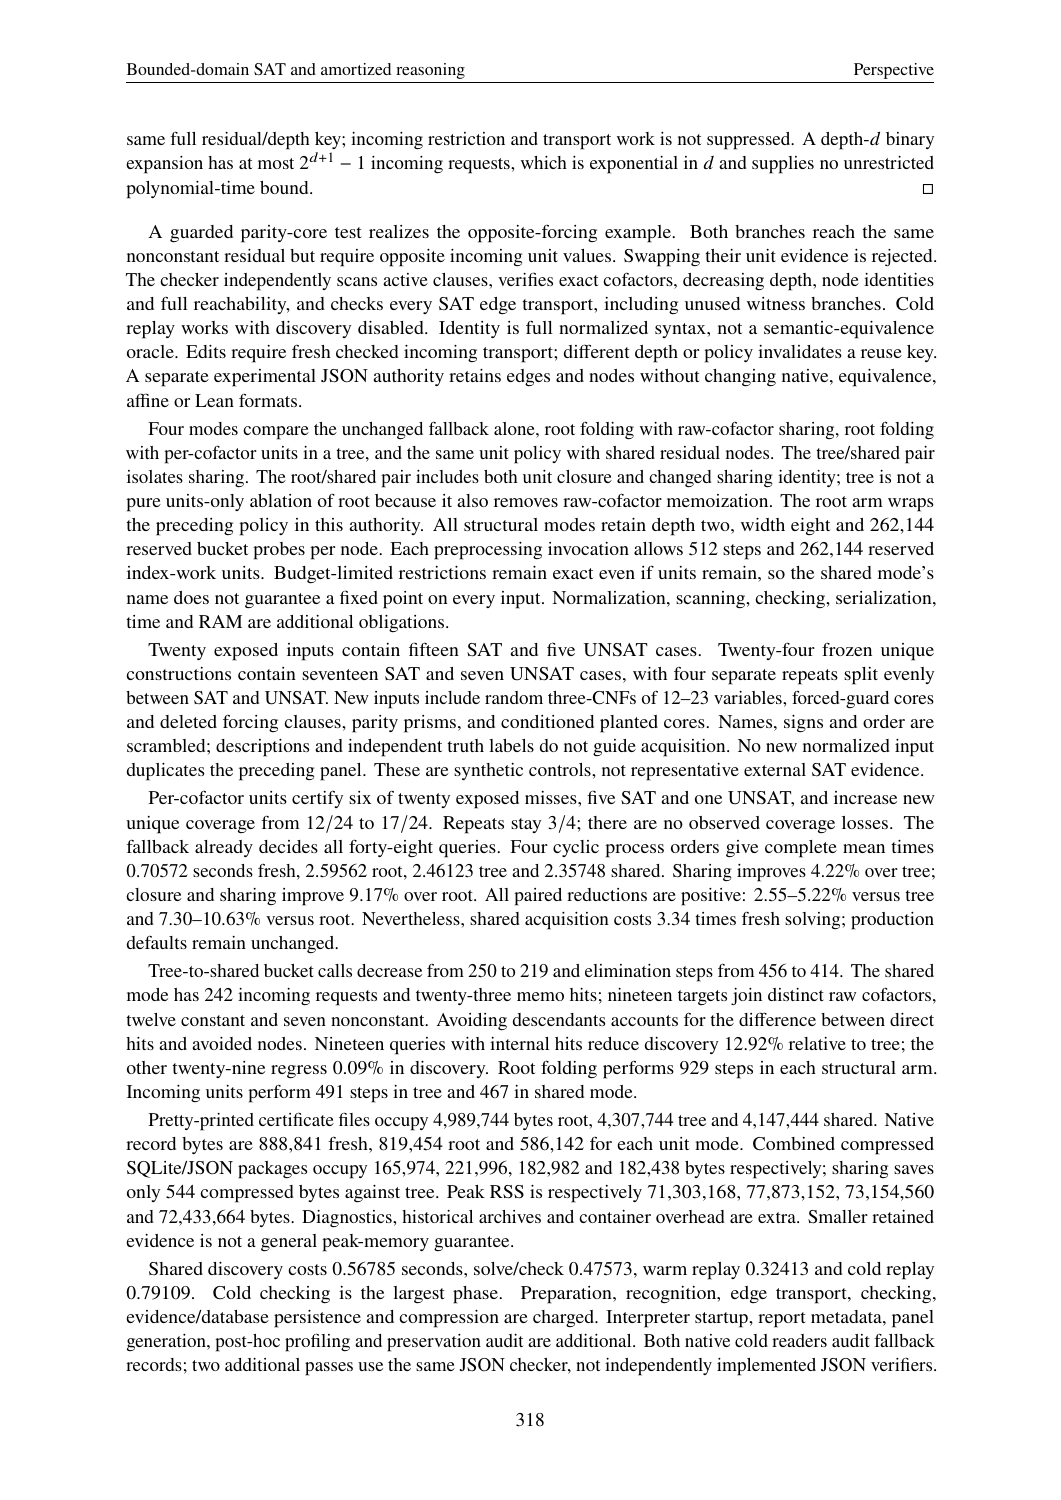 Bounded-domain SAT and amortized reasoning Perspective
same full residual/depth key; incoming restriction and transport work is not suppressed. A depth-d binary
expansion has at most 2^{d+1} − 1 incoming requests, which is exponential in d and supplies no unrestricted
polynomial-time bound. □
A guarded parity-core test realizes the opposite-forcing example. Both branches reach the same
nonconstant residual but require opposite incoming unit values. Swapping their unit evidence is rejected.
The checker independently scans active clauses, verifies exact cofactors, decreasing depth, node identities
and full reachability, and checks every SAT edge transport, including unused witness branches. Cold
replay works with discovery disabled. Identity is full normalized syntax, not a semantic-equivalence
oracle. Edits require fresh checked incoming transport; different depth or policy invalidates a reuse key.
A separate experimental JSON authority retains edges and nodes without changing native, equivalence,
affine or Lean formats.
Four modes compare the unchanged fallback alone, root folding with raw-cofactor sharing, root folding
with per-cofactor units in a tree, and the same unit policy with shared residual nodes. The tree/shared pair
isolates sharing. The root/shared pair includes both unit closure and changed sharing identity; tree is not a
pure units-only ablation of root because it also removes raw-cofactor memoization. The root arm wraps
the preceding policy in this authority. All structural modes retain depth two, width eight and 262,144
reserved bucket probes per node. Each preprocessing invocation allows 512 steps and 262,144 reserved
index-work units. Budget-limited restrictions remain exact even if units remain, so the shared mode's
name does not guarantee a fixed point on every input. Normalization, scanning, checking, serialization,
time and RAM are additional obligations.
Twenty exposed inputs contain fifteen SAT and five UNSAT cases. Twenty-four frozen unique
constructions contain seventeen SAT and seven UNSAT cases, with four separate repeats split evenly
between SAT and UNSAT. New inputs include random three-CNFs of 12–23 variables, forced-guard cores
and deleted forcing clauses, parity prisms, and conditioned planted cores. Names, signs and order are
scrambled; descriptions and independent truth labels do not guide acquisition. No new normalized input
duplicates the preceding panel. These are synthetic controls, not representative external SAT evidence.
Per-cofactor units certify six of twenty exposed misses, five SAT and one UNSAT, and increase new
unique coverage from 12/24 to 17/24. Repeats stay 3/4; there are no observed coverage losses. The
fallback already decides all forty-eight queries. Four cyclic process orders give complete mean times
0.70572 seconds fresh, 2.59562 root, 2.46123 tree and 2.35748 shared. Sharing improves 4.22% over tree;
closure and sharing improve 9.17% over root. All paired reductions are positive: 2.55–5.22% versus tree
and 7.30–10.63% versus root. Nevertheless, shared acquisition costs 3.34 times fresh solving; production
defaults remain unchanged.
Tree-to-shared bucket calls decrease from 250 to 219 and elimination steps from 456 to 414. The shared
mode has 242 incoming requests and twenty-three memo hits; nineteen targets join distinct raw cofactors,
twelve constant and seven nonconstant. Avoiding descendants accounts for the difference between direct
hits and avoided nodes. Nineteen queries with internal hits reduce discovery 12.92% relative to tree; the
other twenty-nine regress 0.09% in discovery. Root folding performs 929 steps in each structural arm.
Incoming units perform 491 steps in tree and 467 in shared mode.
Pretty-printed certificate files occupy 4,989,744 bytes root, 4,307,744 tree and 4,147,444 shared. Native
record bytes are 888,841 fresh, 819,454 root and 586,142 for each unit mode. Combined compressed
SQLite/JSON packages occupy 165,974, 221,996, 182,982 and 182,438 bytes respectively; sharing saves
only 544 compressed bytes against tree. Peak RSS is respectively 71,303,168, 77,873,152, 73,154,560
and 72,433,664 bytes. Diagnostics, historical archives and container overhead are extra. Smaller retained
evidence is not a general peak-memory guarantee.
Shared discovery costs 0.56785 seconds, solve/check 0.47573, warm replay 0.32413 and cold replay
0.79109. Cold checking is the largest phase. Preparation, recognition, edge transport, checking,
evidence/database persistence and compression are charged. Interpreter startup, report metadata, panel
generation, post-hoc profiling and preservation audit are additional. Both native cold readers audit fallback
records; two additional passes use the same JSON checker, not independently implemented JSON verifiers.
318